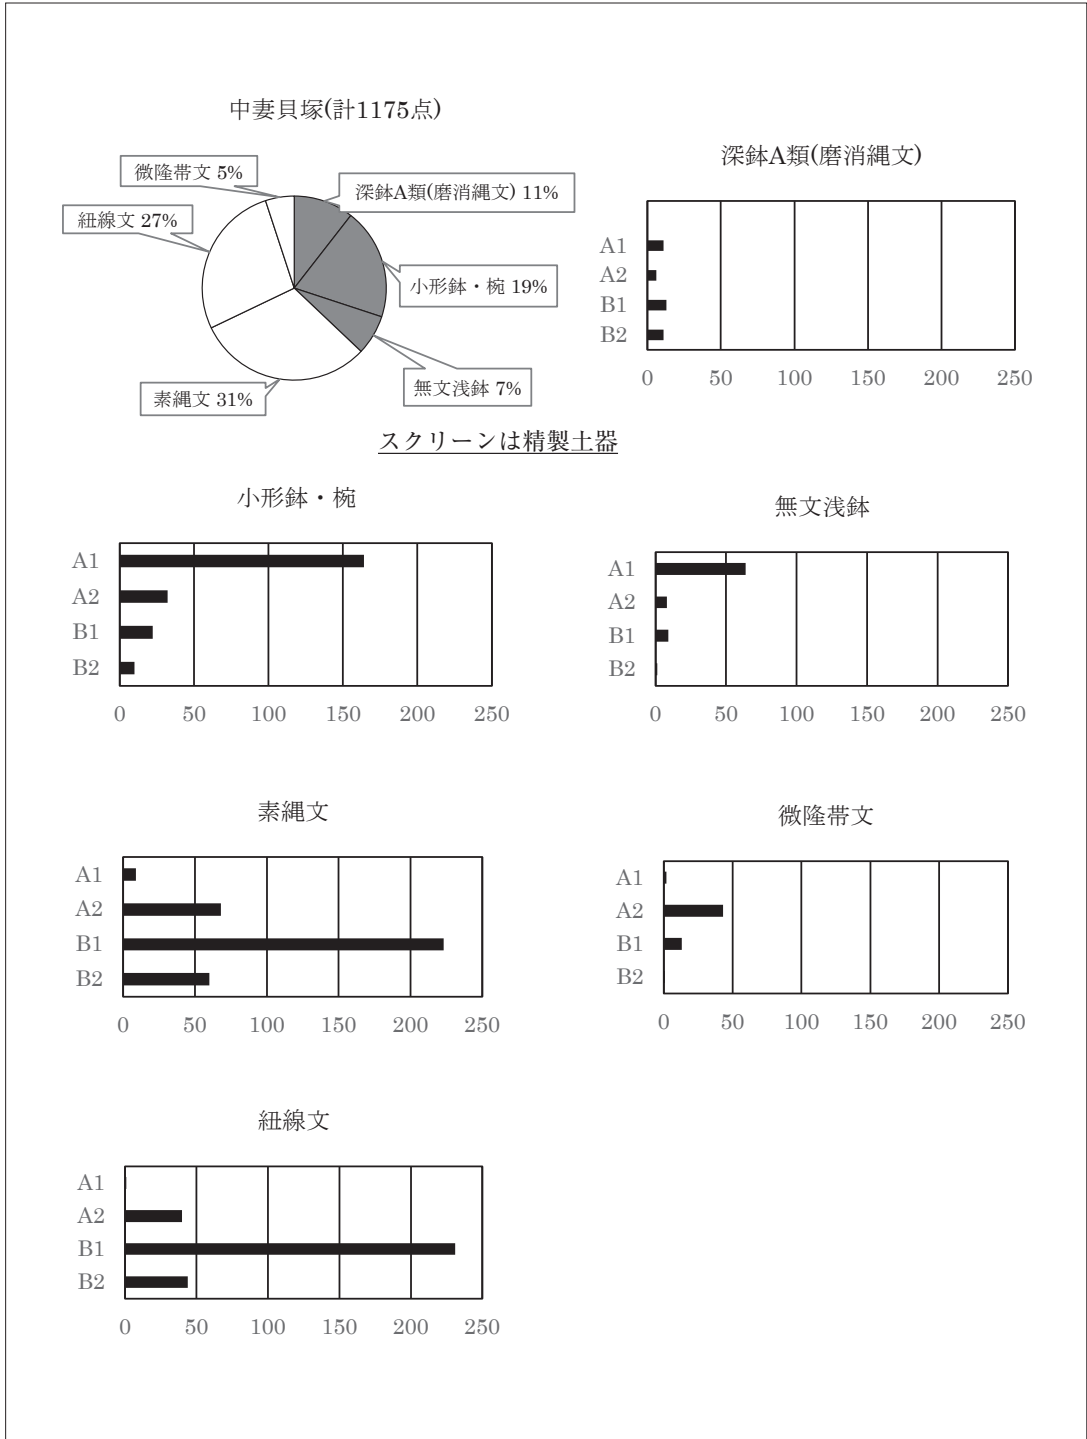 中妻貝塚(計1175点)
微隆帯文 5%
深鉢A類(磨消縄文) 11%
紐線文 27%
小形鉢・椀 19%
素縄文 31%
無文浅鉢 7%
スクリーンは精製土器
深鉢A類(磨消縄文)
A1
A2
B1
B2
0 50 100 150 200 250
小形鉢・椀
A1
A2
B1
B2
0 50 100 150 200 250
無文浅鉢
A1
A2
B1
B2
0 50 100 150 200 250
素縄文
A1
A2
B1
B2
0 50 100 150 200 250
微隆帯文
A1
A2
B1
B2
0 50 100 150 200 250
紐線文
A1
A2
B1
B2
0 50 100 150 200 250